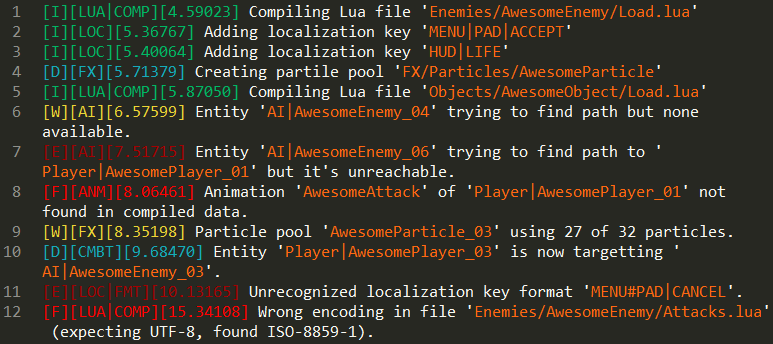 1 [I][LUA|COMP][4.59023] Compiling Lua file 'Enemies/AwesomeEnemy/Load.lua'
2 [I][LOC][5.36767] Adding localization key 'MENU|PAD|ACCEPT'
3 [I][LOC][5.40064] Adding localization key 'HUD|LIFE'
4 [D][FX][5.71379] Creating partile pool 'FX/Particles/AwesomeParticle'
5 [I][LUA|COMP][5.87050] Compiling Lua file 'Objects/AwesomeObject/Load.lua'
6 [W][AI][6.57599] Entity 'AI|AwesomeEnemy_04' trying to find path but none
available.
7 [E][AI][7.51715] Entity 'AI|AwesomeEnemy_06' trying to find path to '
Player|AwesomePlayer_01' but it's unreachable.
8 [F][ANM][8.06461] Animation 'AwesomeAttack' of 'Player|AwesomePlayer_01' not
found in compiled data.
9 [W][FX][8.35198] Particle pool 'AwesomeParticle_03' using 27 of 32 particles.
10 [D][CMBT][9.68470] Entity 'Player|AwesomePlayer_03' is now targetting '
AI|AwesomeEnemy_03'.
11 [E][LOC|FMT][10.13165] Unrecognized localization key format 'MENU#PAD|CANCEL'.
12 [F][LUA|COMP][15.34108] Wrong encoding in file 'Enemies/AwesomeEnemy/Attacks.lua'
(expecting UTF-8, found ISO-8859-1).